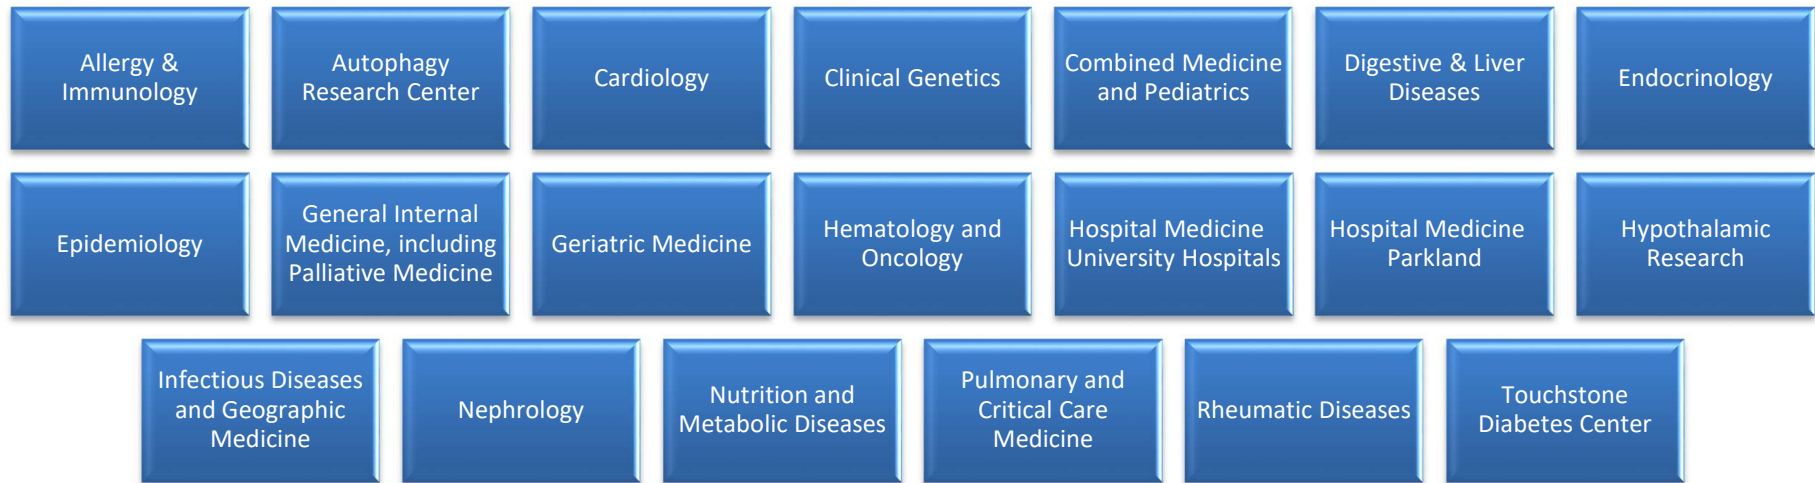 Allergy &
Immunology
Autophagy
Research Center
Cardiology
Clinical Genetics
Combined Medicine
and Pediatrics
Digestive & Liver
Diseases
Endocrinology
Epidemiology
General Internal
Medicine, including
Palliative Medicine
Geriatric Medicine
Hematology and
Oncology
Hospital Medicine
University Hospitals
Hospital Medicine
Parkland
Hypothalamic
Research
Infectious Diseases
and Geographic
Medicine
Nephrology
Nutrition and
Metabolic Diseases
Pulmonary and
Critical Care
Medicine
Rheumatic Diseases
Touchstone
Diabetes Center